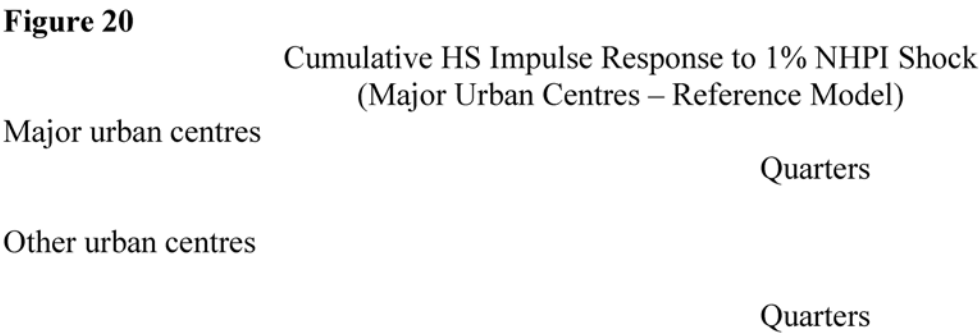 Figure 20
Cumulative HS Impulse Response to 1% NHPI Shock
(Major Urban Centres – Reference Model)
Major urban centres
Quarters
Other urban centres
Quarters